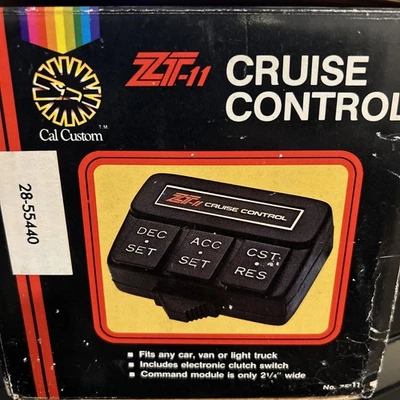 ZT-11 CRUISE
CONTROL
Cal Custom T.M.
28-55440
ZT-11 CRUISE CONTROL
DEC. SET
ACC. SET
CST. RES
Fits any car, van or light truck
Includes electronic clutch switch
Command module is only 2¼" wide
No.